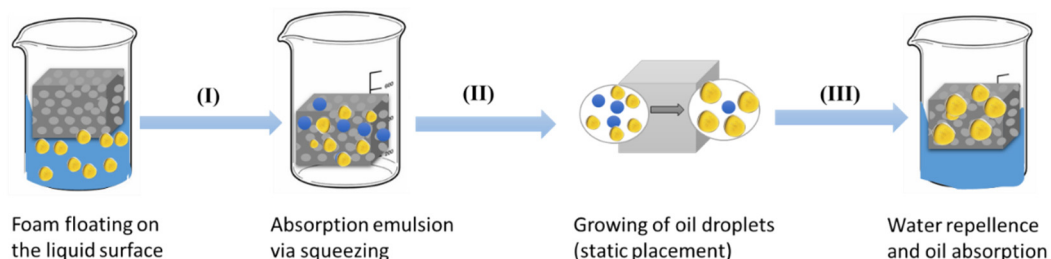 (I)
(II)
(III)
Foam floating on
the liquid surface
Absorption emulsion
via squeezing
Growing of oil droplets
(static placement)
Water repellence
and oil absorption